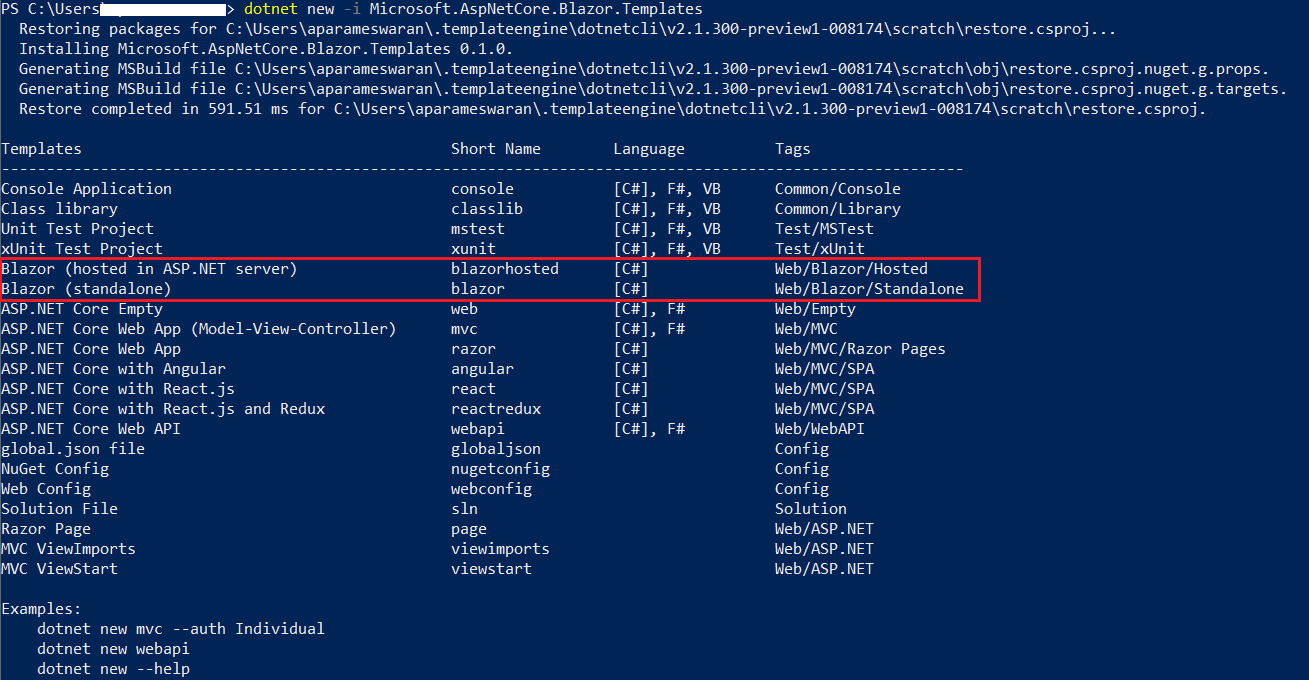 PS C:\Users > dotnet new -i Microsoft.AspNetCore.Blazor.Templates
Restoring packages for C:\Users\aparameswaran\.templateengine\dotnetcli\v2.1.300-preview1-008174\scratch\restore.csproj...
Installing Microsoft.AspNetCore.Blazor.Templates 0.1.0.
Generating MSBuild file C:\Users\aparameswaran\.templateengine\dotnetcli\v2.1.300-preview1-008174\scratch\obj\restore.csproj.nuget.g.props.
Generating MSBuild file C:\Users\aparameswaran\.templateengine\dotnetcli\v2.1.300-preview1-008174\scratch\obj\restore.csproj.nuget.g.targets.
Restore completed in 591.51 ms for C:\Users\aparameswaran\.templateengine\dotnetcli\v2.1.300-preview1-008174\scratch\restore.csproj.
Templates Short Name Language Tags
-----------------------------------------------------------------------------------------------------------
Console Application console [C#], F#, VB Common/Console
Class library classlib [C#], F#, VB Common/Library
Unit Test Project mstest [C#], F#, VB Test/MSTest
xUnit Test Project xunit [C#], F#, VB Test/xUnit
Blazor (hosted in ASP.NET server) blazorhosted [C#] Web/Blazor/Hosted
Blazor (standalone) blazor [C#] Web/Blazor/Standalone
ASP.NET Core Empty web [C#], F# Web/Empty
ASP.NET Core Web App (Model-View-Controller) mvc [C#], F# Web/MVC
ASP.NET Core Web App razor [C#] Web/MVC/Razor Pages
ASP.NET Core with Angular angular [C#] Web/MVC/SPA
ASP.NET Core with React.js react [C#] Web/MVC/SPA
ASP.NET Core with React.js and Redux reactredux [C#] Web/MVC/SPA
ASP.NET Core Web API webapi [C#], F# Web/WebAPI
global.json file globaljson Config
NuGet Config nugetconfig Config
Web Config webconfig Config
Solution File sln Solution
Razor Page page Web/ASP.NET
MVC ViewImports viewimports Web/ASP.NET
MVC ViewStart viewstart Web/ASP.NET
Examples:
dotnet new mvc --auth Individual
dotnet new webapi
dotnet new --help